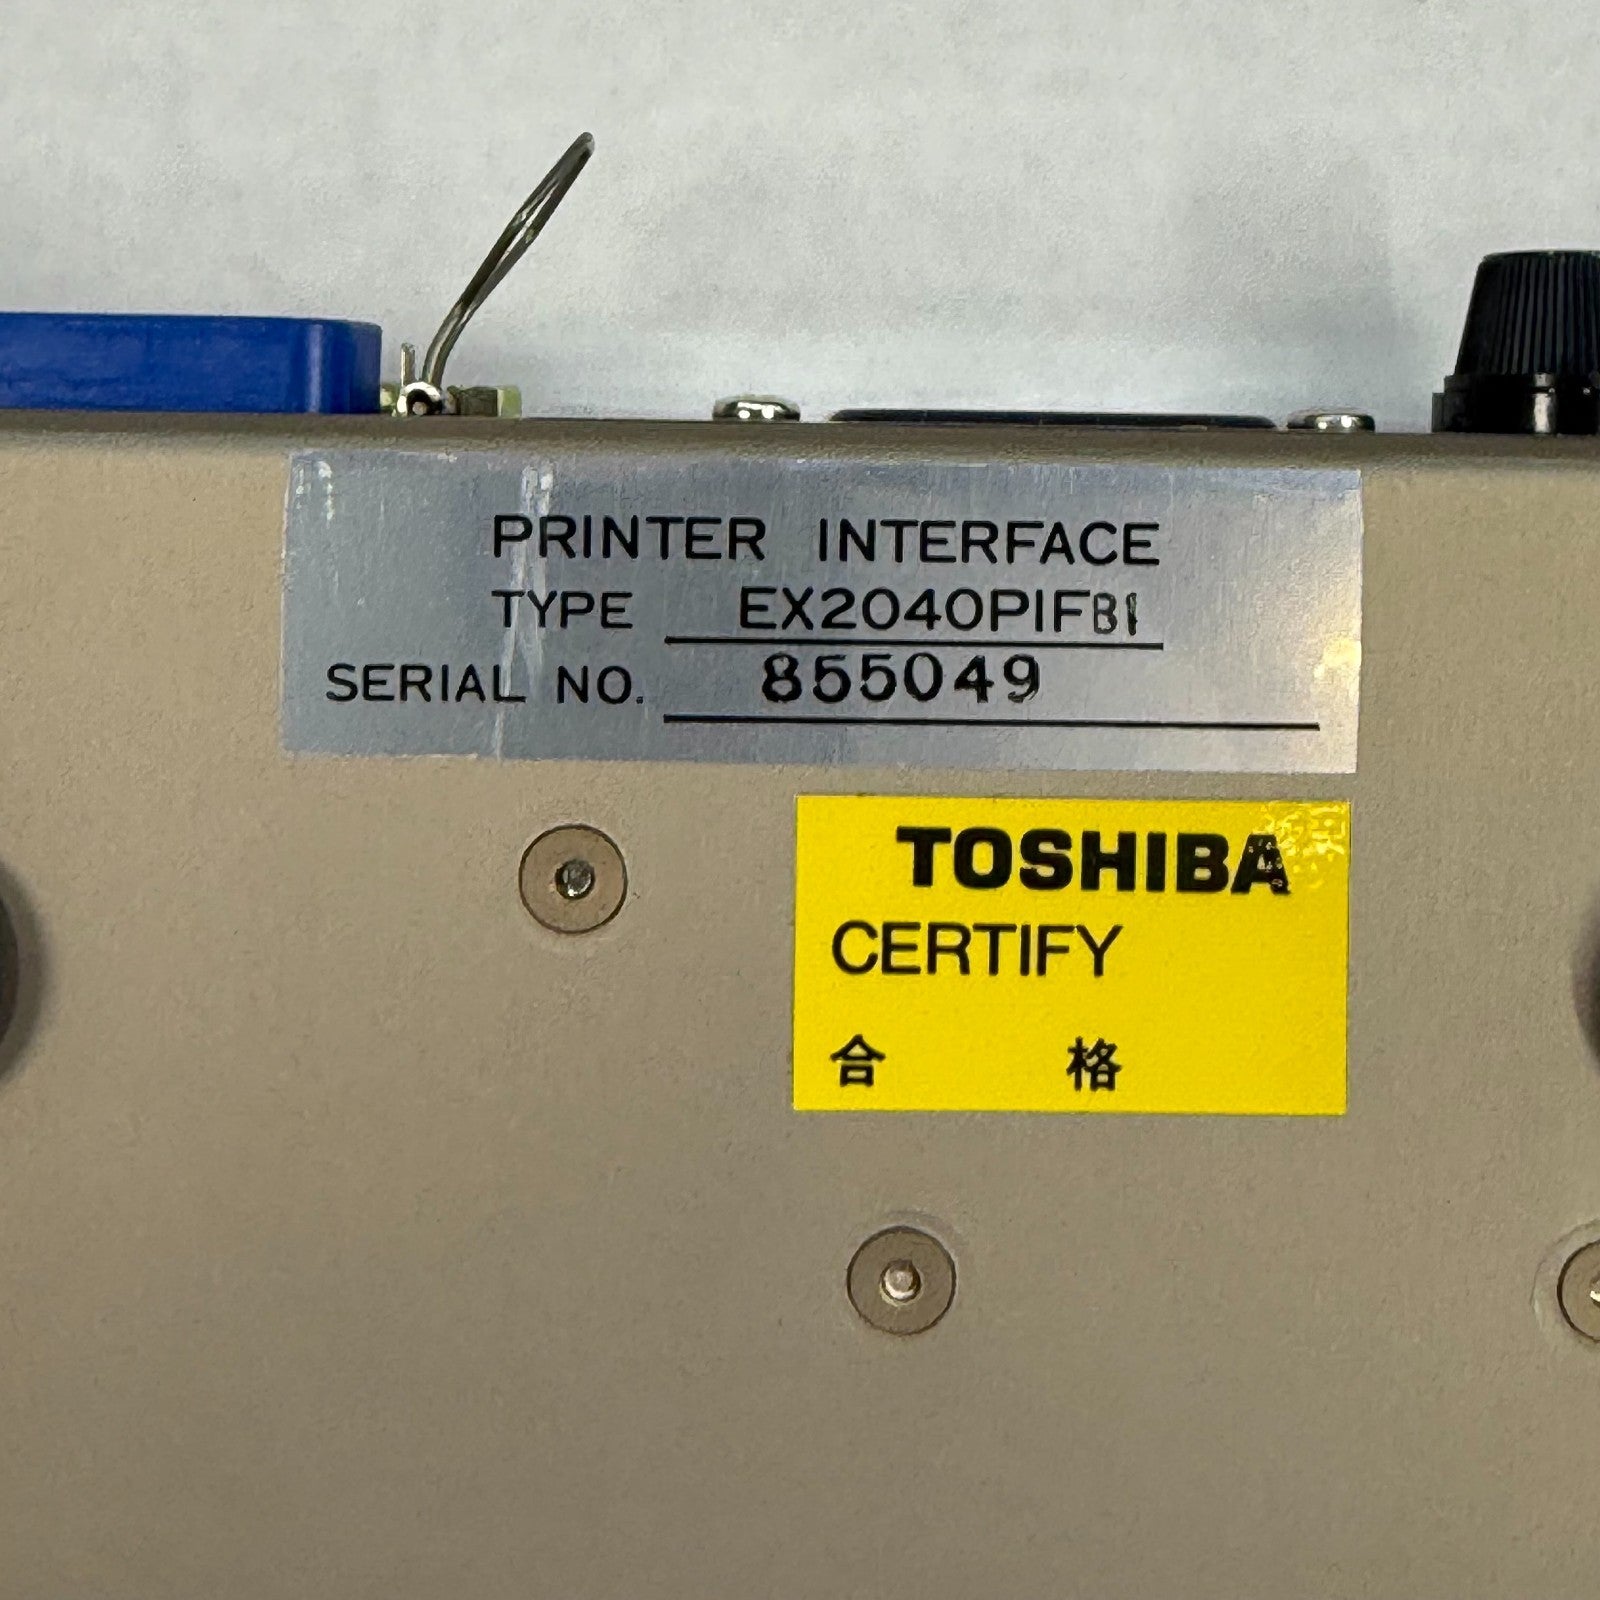 PRINTER INTERFACE
TYPE EX2040PIFB1
SERIAL NO. 855049
TOSHIBA
CERTIFY
合 格